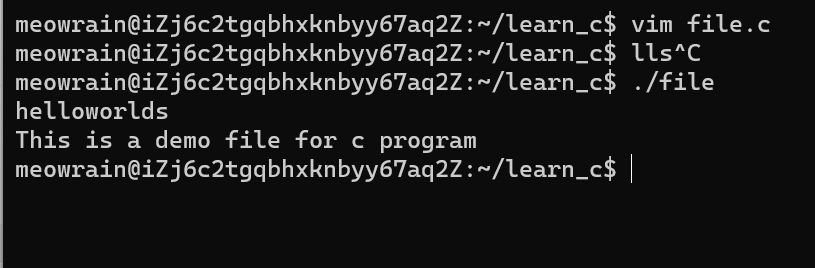 meowrain@iZj6c2tgqbhxknbyy67aq2Z:~/learn_c$ vim file.c
meowrain@iZj6c2tgqbhxknbyy67aq2Z:~/learn_c$ lls^C
meowrain@iZj6c2tgqbhxknbyy67aq2Z:~/learn_c$ ./file
helloworlds
This is a demo file for c program
meowrain@iZj6c2tgqbhxknbyy67aq2Z:~/learn_c$